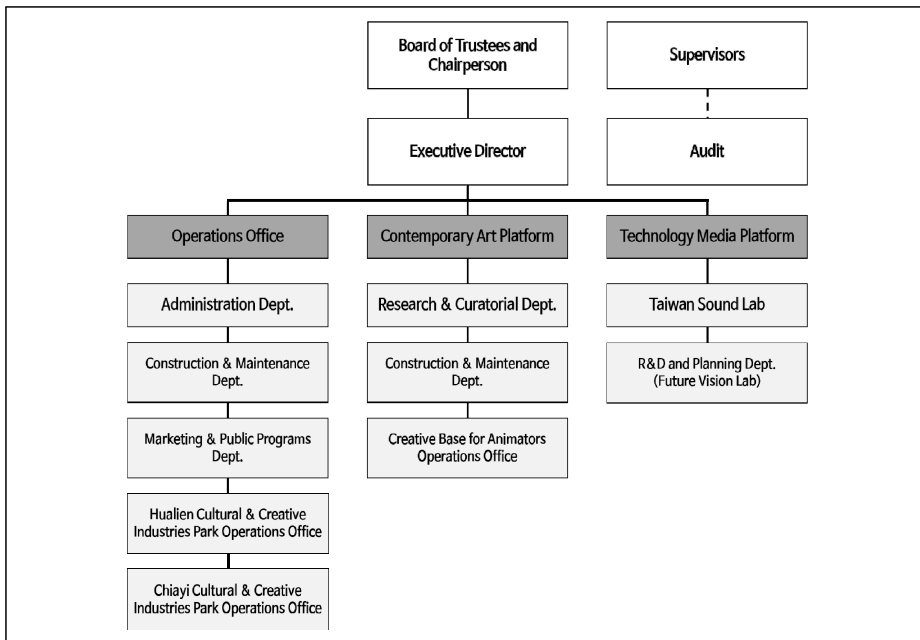 Board of Trustees and
Chairperson
Supervisors
Executive Director
Audit
Operations Office
Contemporary Art Platform
Technology Media Platform
Administration Dept.
Research & Curatorial Dept.
Taiwan Sound Lab
Construction & Maintenance
Dept.
Construction & Maintenance
Dept.
R&D and Planning Dept.
(Future Vision Lab)
Marketing & Public Programs
Dept.
Creative Base for Animators
Operations Office
Hualien Cultural & Creative
Industries Park Operations Office
Chiayi Cultural & Creative
Industries Park Operations Office